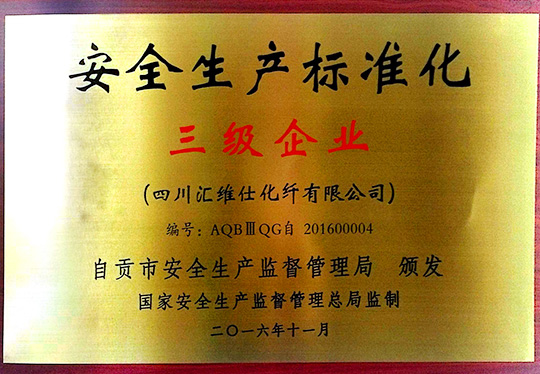 安全生产标准化
三级企业
(四川汇维仕化纤有限公司)
编号：AQBⅢQG自 201600004
自贡市安全生产监督管理局 颁发
国家安全生产监督管理总局监制
二〇一六年十一月